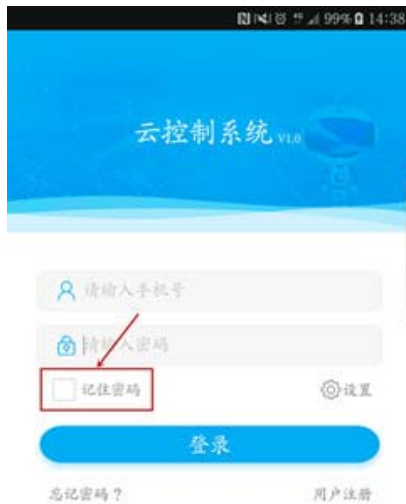 99% 14:38
云控制系统 V1.0
请输入手机号
请输入密码
记住密码 设置
登录
忘记密码？ 用户注册